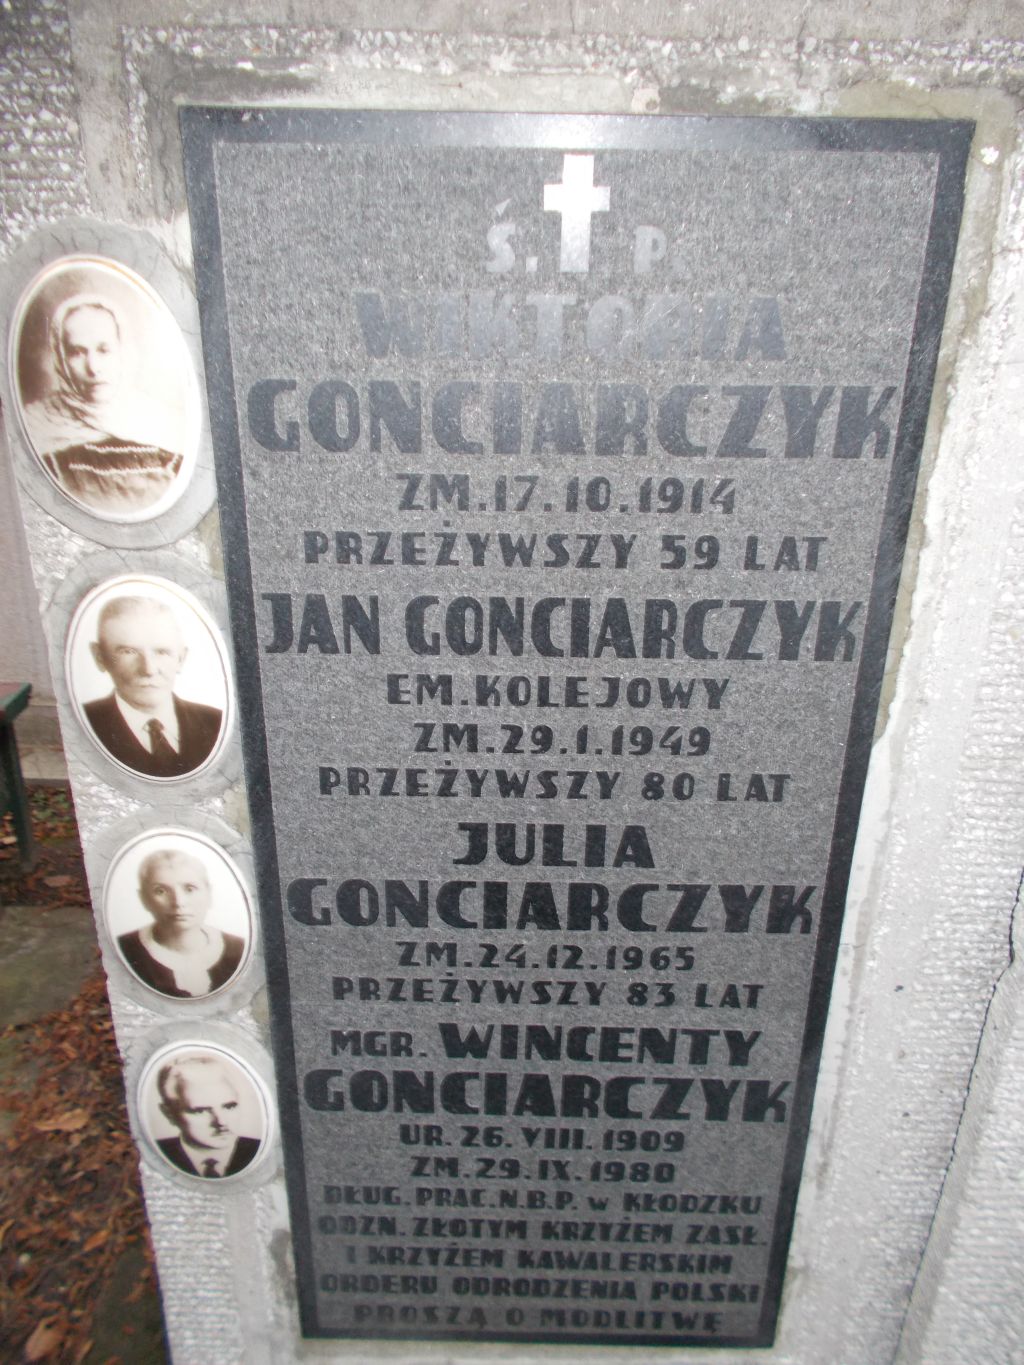 Ś. P.
WIKTORIA
GONCIARCZYK
ZM. 17. 10. 1914
PRZEŻYWSZY 59 LAT
JAN GONCIARCZYK
EM. KOLEJOWY
ZM. 29. 1. 1949
PRZEŻYWSZY 80 LAT
JULIA
GONCIARCZYK
ZM. 24. 12. 1965
PRZEŻYWSZY 83 LAT
MGR. WINCENTY
GONCIARCZYK
UR. 26. VIII. 1909
ZM. 29. IX. 1980
DŁUG. PRAC. N.B.P. w KŁODZKU
ODZN. ZŁOTYM KRZYŻEM ZASŁ.
I KRZYŻEM KAWALERSKIM
ORDERU ODRODZENIA POLSKI
PROSZĄ O MODLITWĘ